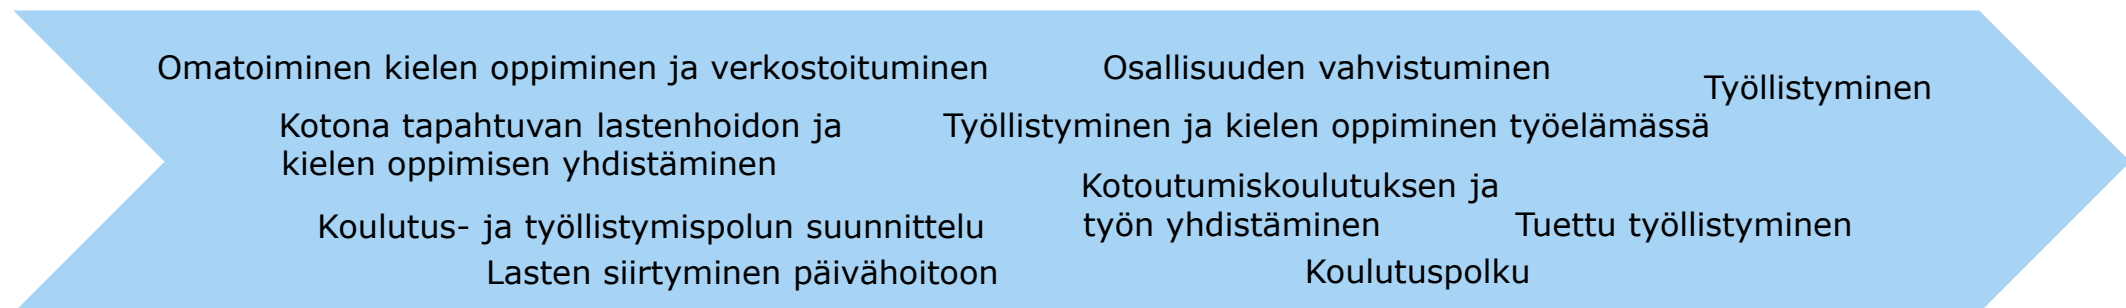 Omatoiminen kielen oppiminen ja verkostoituminen
Osallisuuden vahvistuminen
Työllistyminen
Kotona tapahtuvan lastenhoidon ja
kielen oppimisen yhdistäminen
Työllistyminen ja kielen oppiminen työelämässä
Kotoutumiskoulutuksen ja
työn yhdistäminen
Koulutus- ja työllistymispolun suunnittelu
Tuettu työllistyminen
Lasten siirtyminen päivähoitoon
Koulutuspolku